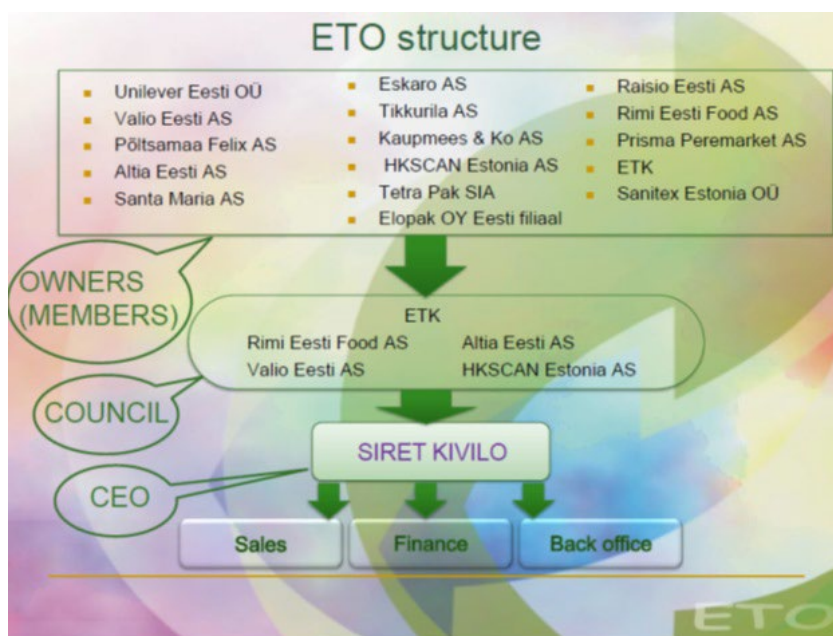 ETO structure
Unilever Eesti OÜ
Valio Eesti AS
Põltsamaa Felix AS
Altia Eesti AS
Santa Maria AS
Eskaro AS
Tikkurila AS
Kaupmees & Ko AS
HKSCAN Estonia AS
Tetra Pak SIA
Elopak OY Eesti filiaal
Raisio Eesti AS
Rimi Eesti Food AS
Prisma Peremarket AS
ETK
Sanitex Estonia OÜ
OWNERS
(MEMBERS)
ETK
Rimi Eesti Food AS Altia Eesti AS
Valio Eesti AS HKSCAN Estonia AS
COUNCIL
SIRET KIVILO
CEO
Sales Finance Back office
ETO